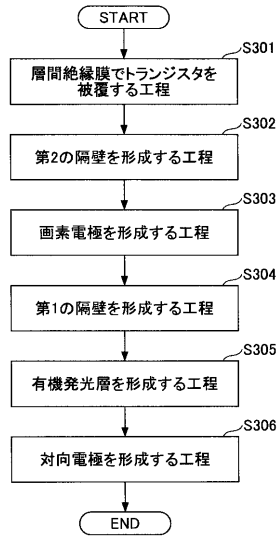 START
S301
層間絶縁膜でトランジスタを
被覆する工程
S302
第2の隔壁を形成する工程
S303
画素電極を形成する工程
S304
第1の隔壁を形成する工程
S305
有機発光層を形成する工程
S306
対向電極を形成する工程
END